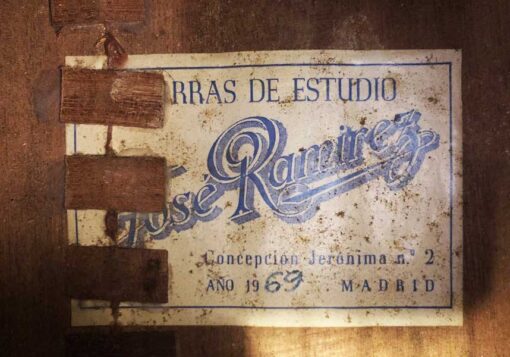 RRAS DE ESTUDIO
José Ramirez
Concepción Jerónima n.º 2
AÑO 1969 MADRID